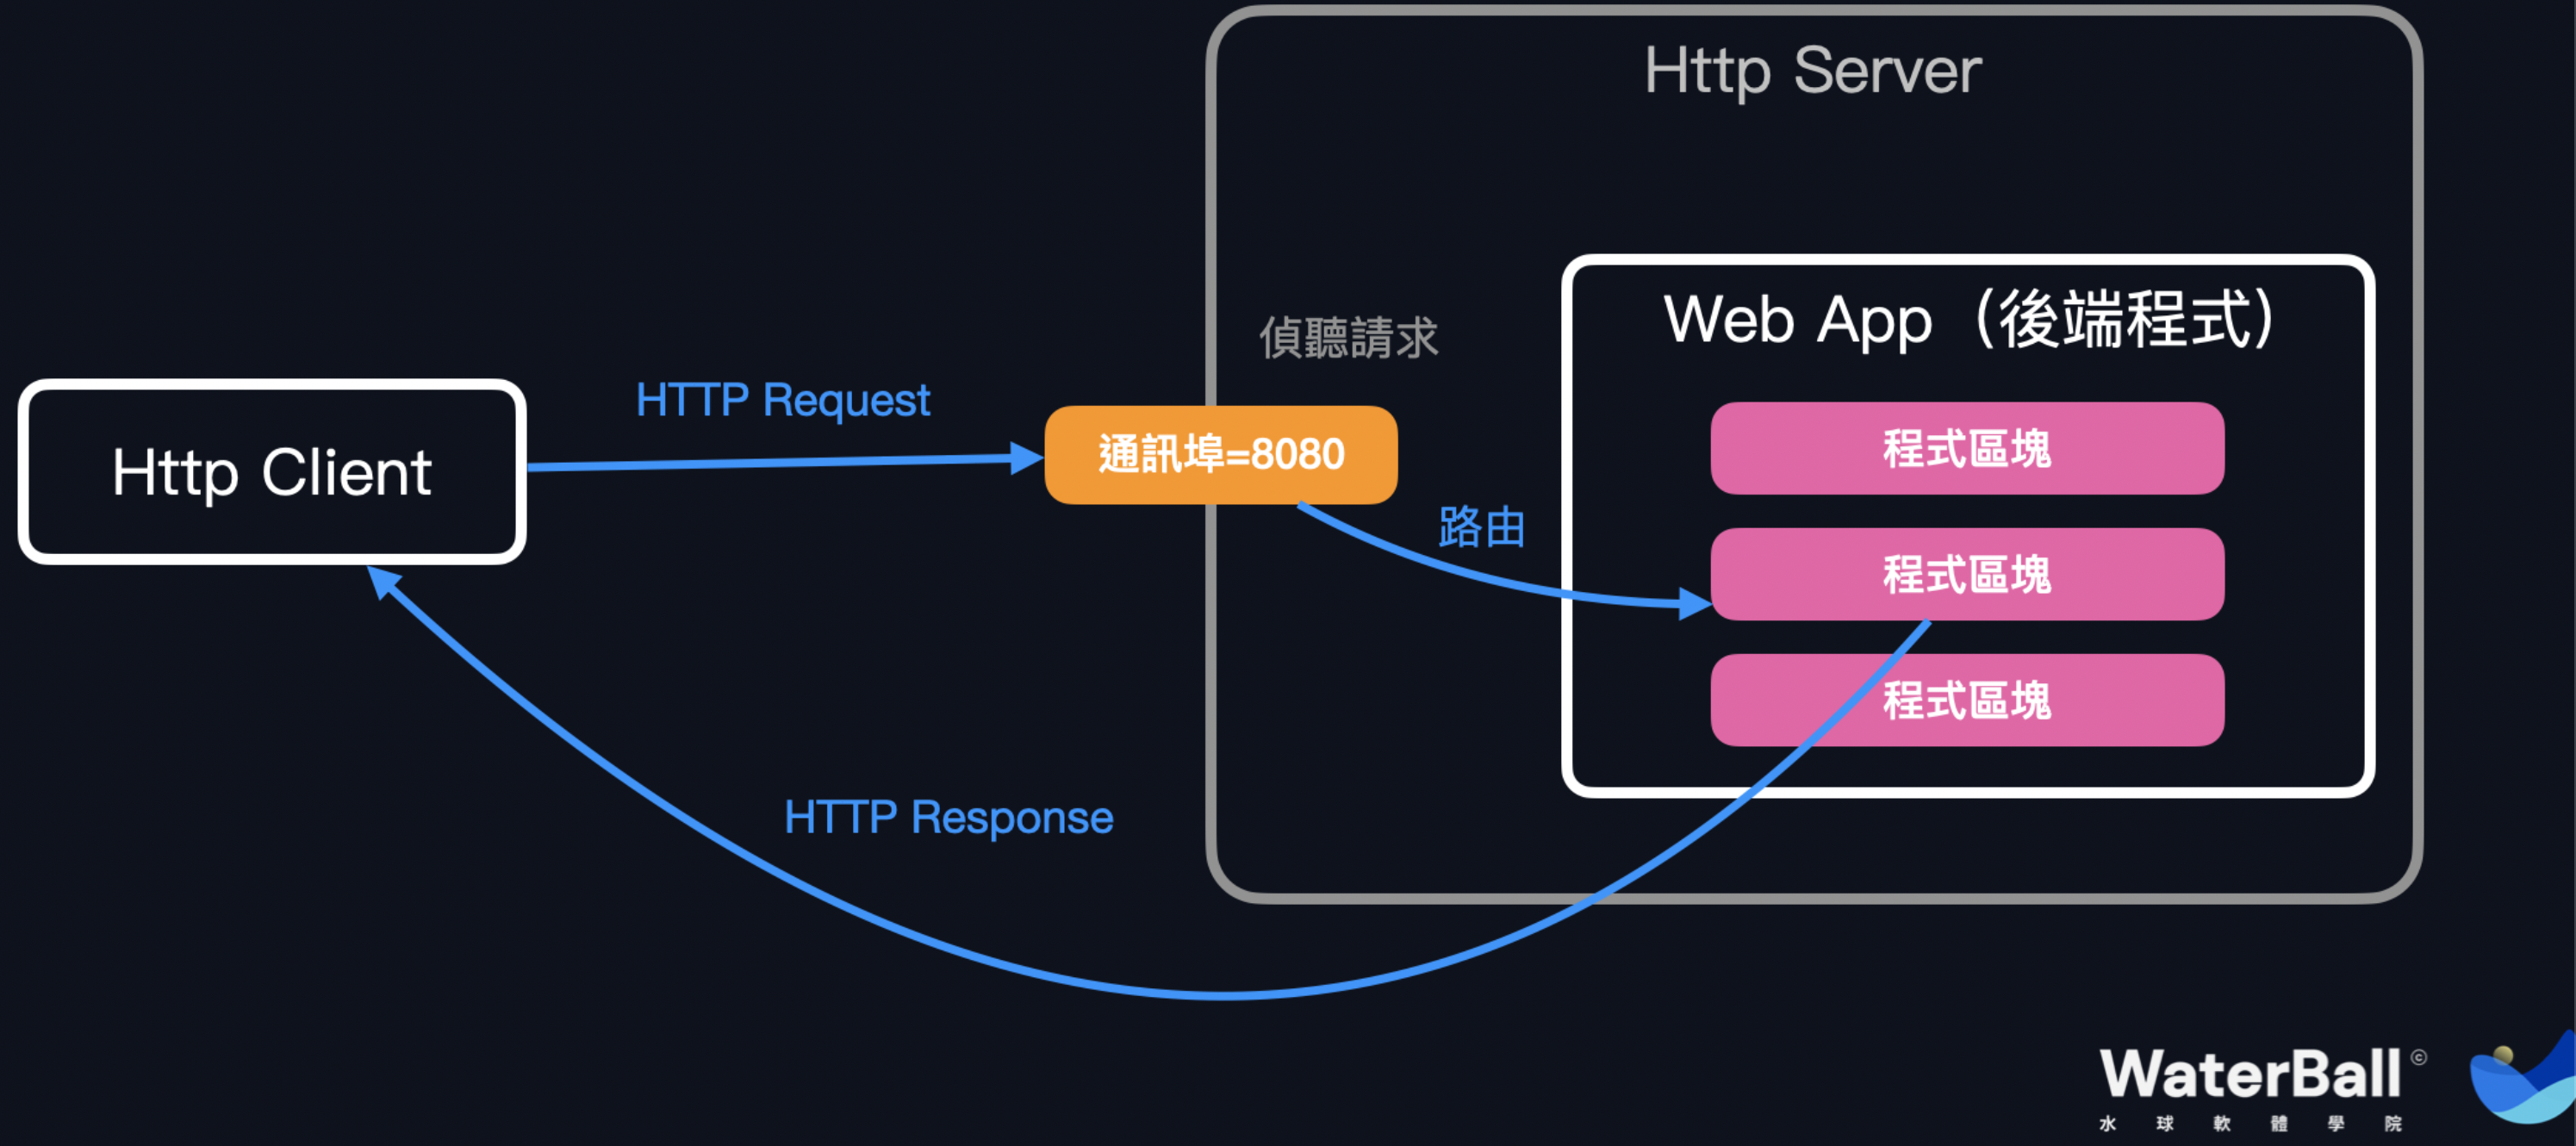 Http Server
Web App（後端程式）
偵聽請求
HTTP Request
Http Client
通訊埠=8080
程式區塊
路由
程式區塊
程式區塊
HTTP Response
WaterBall ©
水球軟體學院